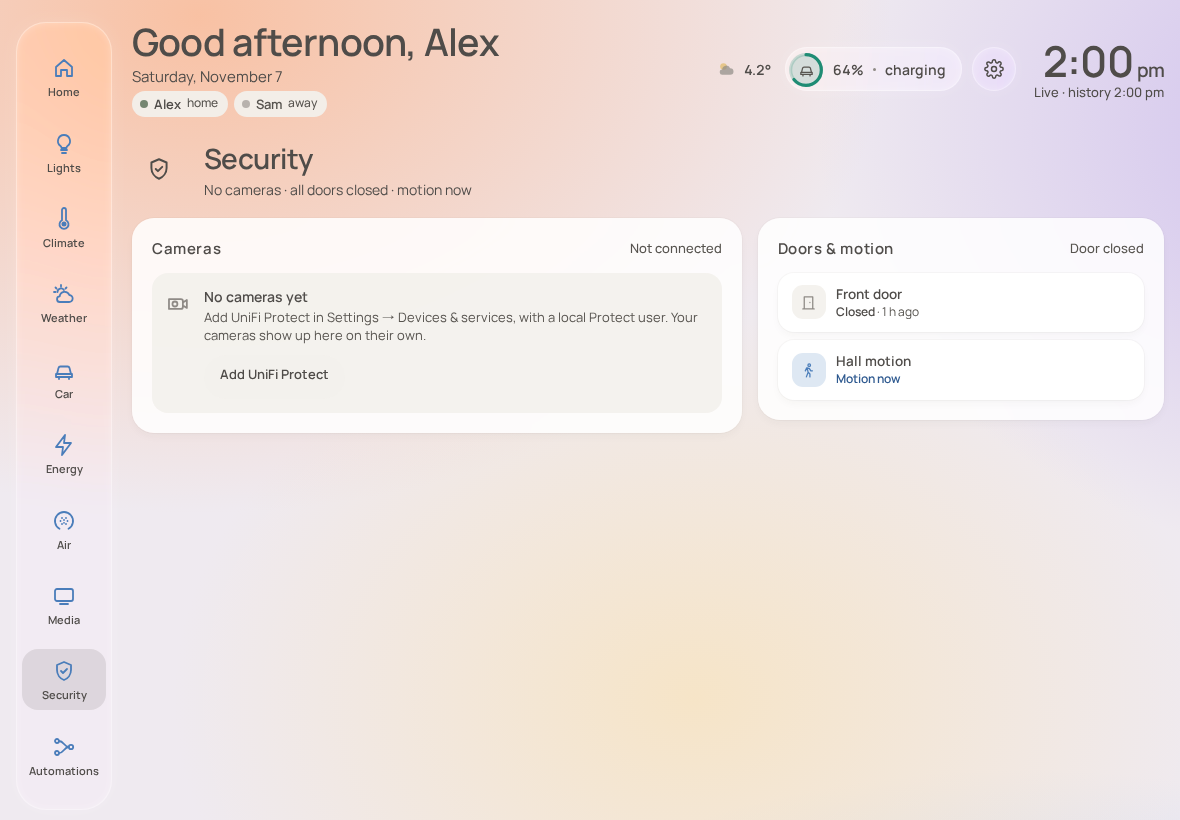 Good afternoon, Alex
Saturday, November 7
Alex home
Sam away
4.2°
64% · charging
2:00 pm
Live · history 2:00 pm
Home
Lights
Climate
Weather
Car
Energy
Air
Media
Security
Automations
Security
No cameras · all doors closed · motion now
Cameras
Not connected
No cameras yet
Add UniFi Protect in Settings → Devices & services, with a local Protect user. Your
cameras show up here on their own.
Add UniFi Protect
Doors & motion
Door closed
Front door
Closed · 1 h ago
Hall motion
Motion now